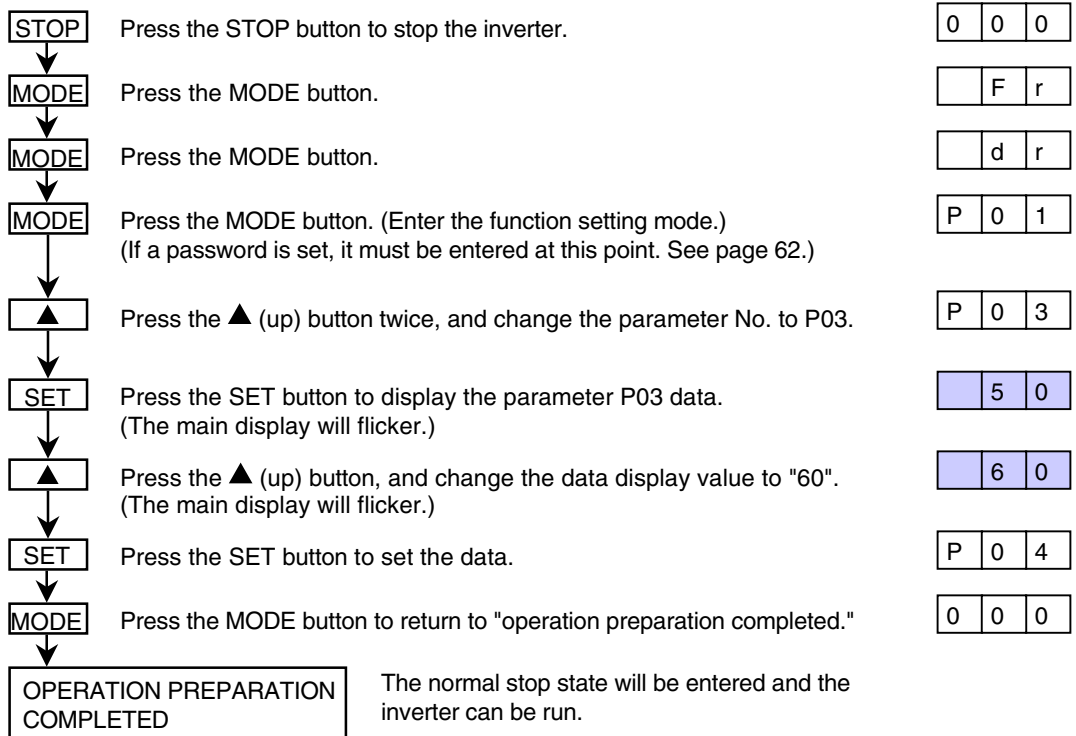 STOP Press the STOP button to stop the inverter. 0 0 0
MODE Press the MODE button. F r
MODE Press the MODE button. d r
MODE Press the MODE button. (Enter the function setting mode.) P 0 1
(If a password is set, it must be entered at this point. See page 62.)
▲ Press the ▲ (up) button twice, and change the parameter No. to P03. P 0 3
SET Press the SET button to display the parameter P03 data. 5 0
(The main display will flicker.)
▲ Press the ▲ (up) button, and change the data display value to "60". 6 0
(The main display will flicker.)
SET Press the SET button to set the data. P 0 4
MODE Press the MODE button to return to "operation preparation completed." 0 0 0
OPERATION PREPARATION
COMPLETED
The normal stop state will be entered and the
inverter can be run.